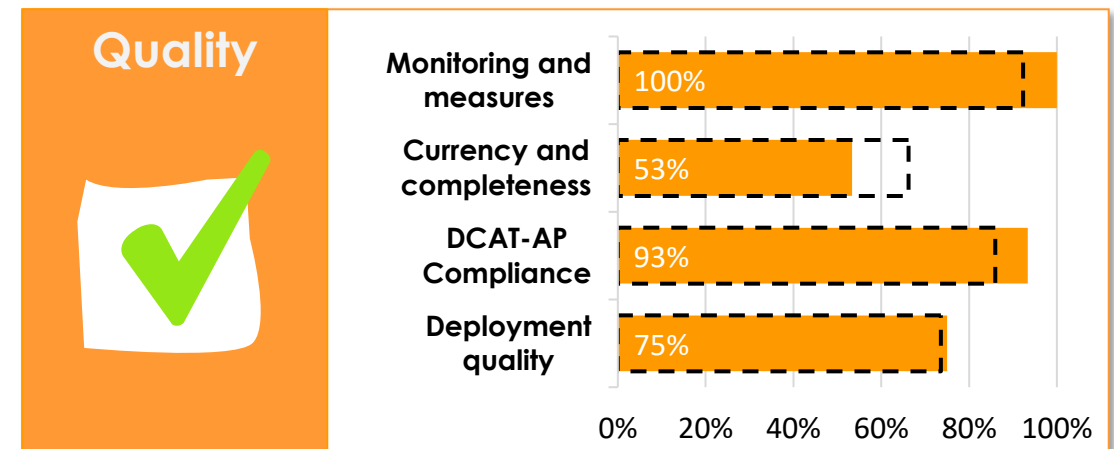 Quality
Monitoring and
measures
100%
Currency and
completeness
53%
DCAT-AP
Compliance
93%
Deployment
quality
75%
0% 20% 40% 60% 80% 100%